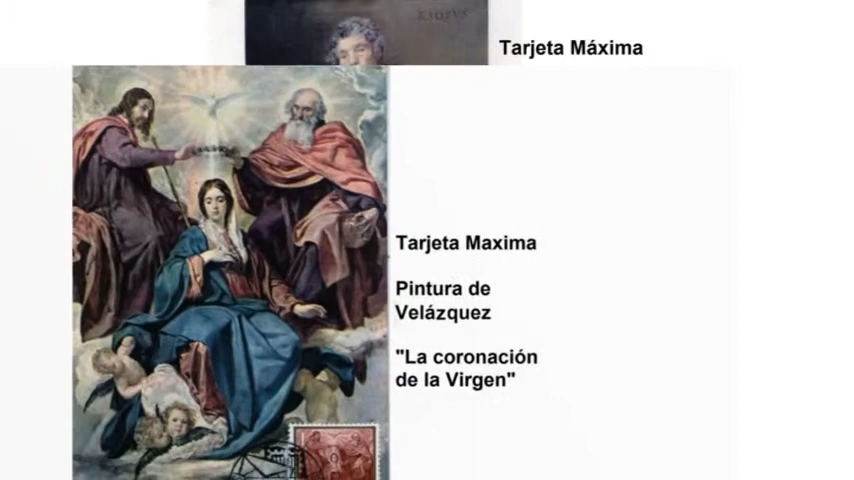 Tarjeta Máxima
Tarjeta Maxima
Pintura de
Velázquez
"La coronación
de la Virgen"